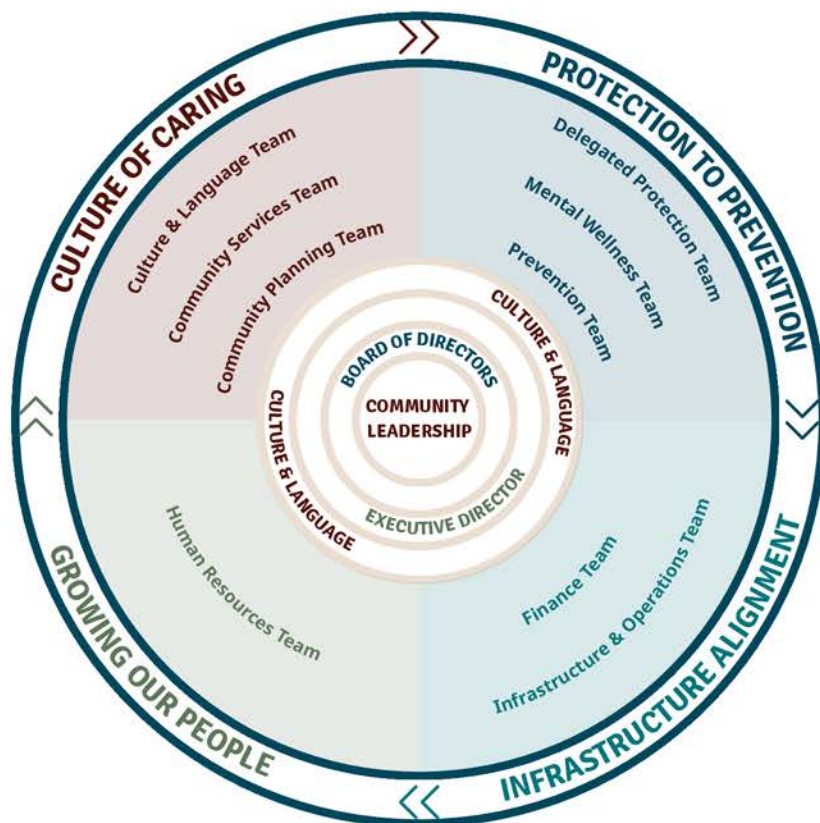 CULTURE OF CARING
Culture & Language Team
Community Services Team
Community Planning Team
PROTECTION TO PREVENTION
Delegated Protection Team
Mental Wellness Team
Prevention Team
CULTURE & LANGUAGE
BOARD OF DIRECTORS
COMMUNITY
LEADERSHIP
EXECUTIVE DIRECTOR
CULTURE & LANGUAGE
GROWING OUR PEOPLE
Human Resources Team
INFRASTRUCTURE ALIGNMENT
Finance Team
Infrastructure & Operations Team